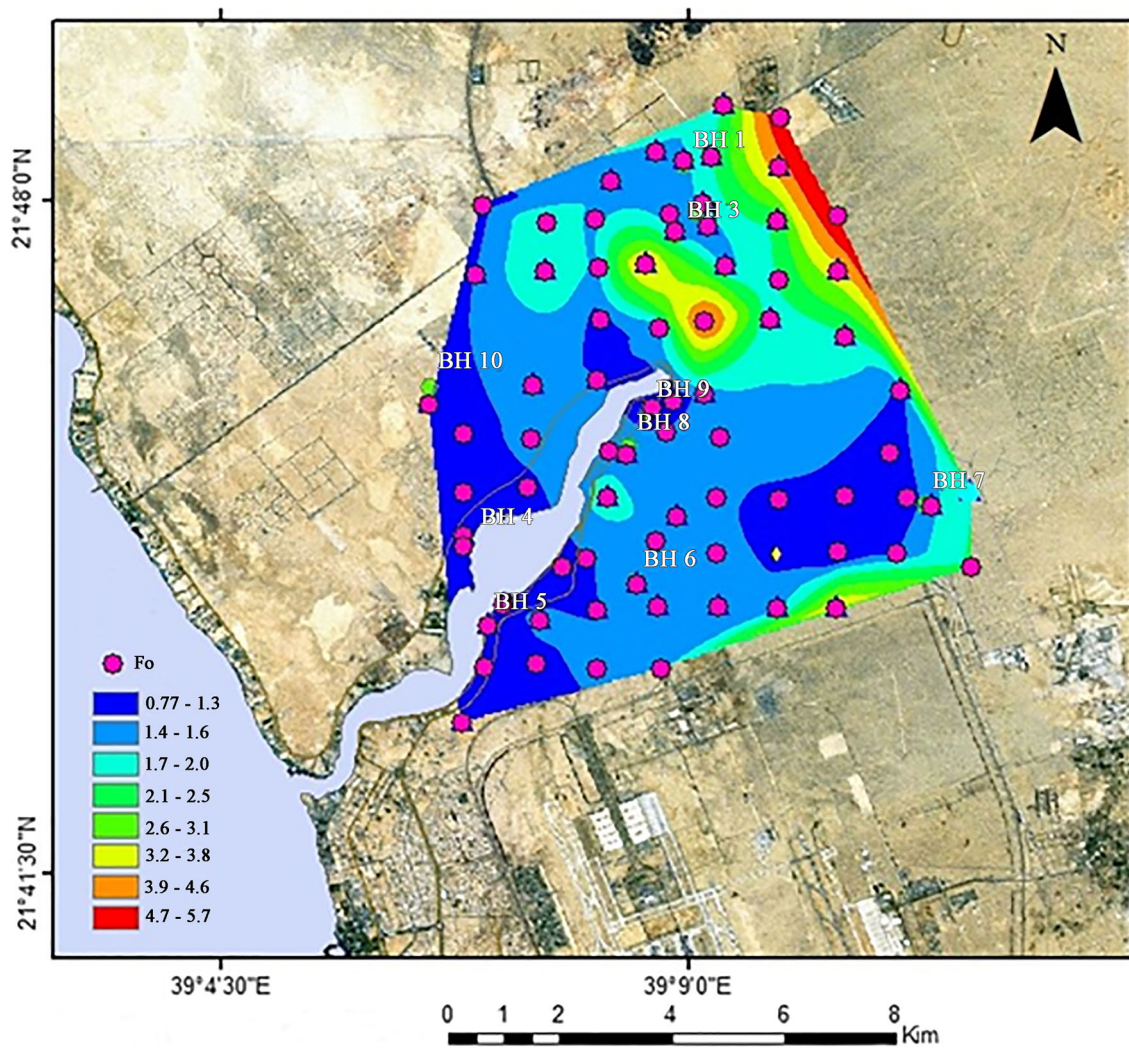 N
21°48'0"N
BH 1
BH 3
BH 10
BH 9
BH 8
BH 7
BH 4
BH 6
BH 5
Fo
0.77 - 1.3
1.4 - 1.6
1.7 - 2.0
2.1 - 2.5
2.6 - 3.1
3.2 - 3.8
3.9 - 4.6
4.7 - 5.7
21°41'30"N
39°4'30"E
39°9'0"E
0 1 2 4 6 8
Km